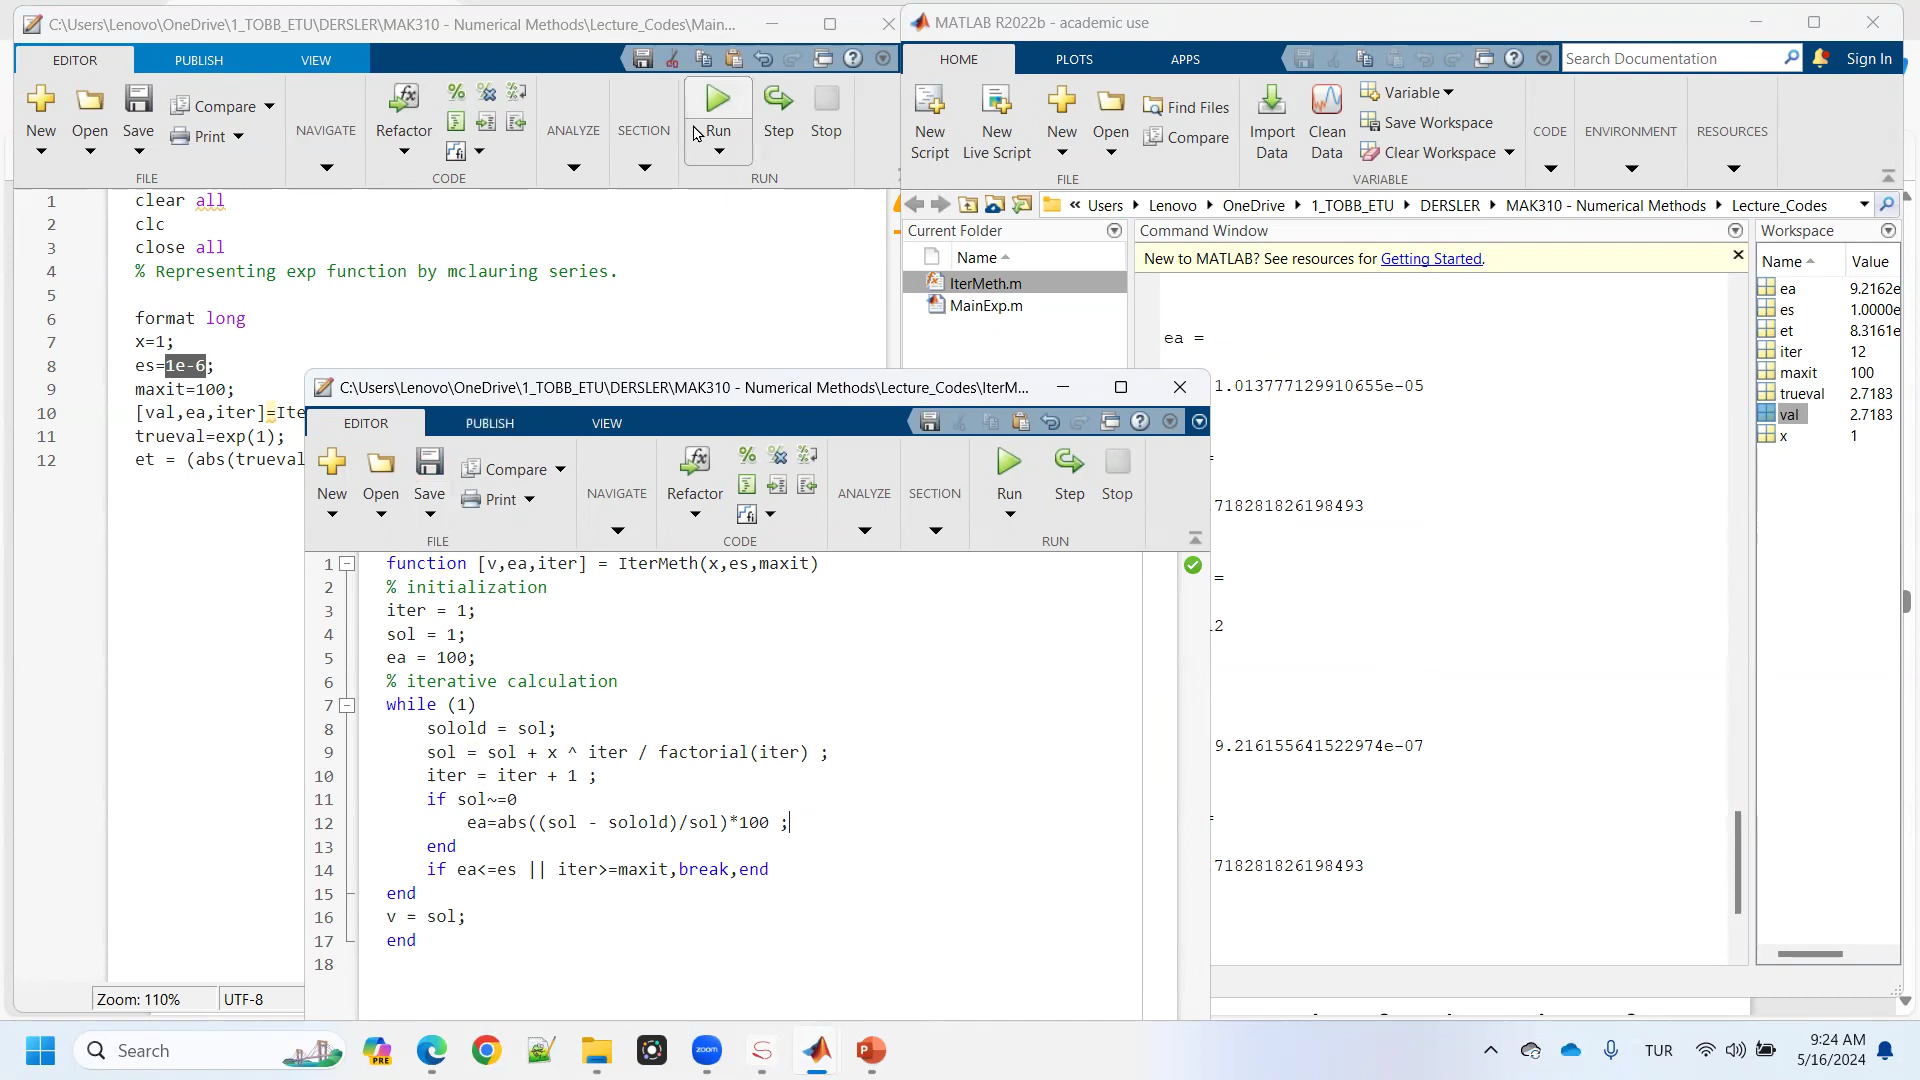 C:\Users\Lenovo\OneDrive\1_TOBB_ETU\DERSLER\MAK310 - Numerical Methods\Lecture_Codes\Main...
EDITOR
PUBLISH
VIEW
New
Open
Save
Compare
Print
NAVIGATE
Refactor
ANALYZE
SECTION
Run
Step
Stop
FILE
CODE
RUN
1 clear all
2 clc
3 close all
4 % Representing exp function by mclauring series.
5
6 format long
7 x=1;
8 es=1e-6;
9 maxit=100;
10 [val,ea,iter]=Ite
11 trueval=exp(1);
12 et = (abs(trueval
Zoom: 110%
UTF-8
MATLAB R2022b - academic use
HOME
PLOTS
APPS
Search Documentation
Sign In
New Script
New Live Script
New
Open
Find Files
Compare
Import Data
Clean Data
Variable
Save Workspace
Clear Workspace
CODE
ENVIRONMENT
RESOURCES
FILE
VARIABLE
« Users Lenovo OneDrive 1_TOBB_ETU DERSLER MAK310 - Numerical Methods Lecture_Codes
Current Folder
Name
IterMeth.m
MainExp.m
Command Window
New to MATLAB? See resources for Getting Started.
ea =
1.013777129910655e-05
=
718281826198493
=
12
9.216155641522974e-07
=
718281826198493
Workspace
Name Value
ea 9.2162e
es 1.0000e
et 8.3161e
iter 12
maxit 100
trueval 2.7183
val 2.7183
x 1
C:\Users\Lenovo\OneDrive\1_TOBB_ETU\DERSLER\MAK310 - Numerical Methods\Lecture_Codes\IterM...
EDITOR
PUBLISH
VIEW
New
Open
Save
Compare
Print
NAVIGATE
Refactor
ANALYZE
SECTION
Run
Step
Stop
FILE
CODE
RUN
1 function [v,ea,iter] = IterMeth(x,es,maxit)
2 % initialization
3 iter = 1;
4 sol = 1;
5 ea = 100;
6 % iterative calculation
7 while (1)
8 solold = sol;
9 sol = sol + x ^ iter / factorial(iter) ;
10 iter = iter + 1 ;
11 if sol~=0
12 ea=abs((sol - solold)/sol)*100 ;
13 end
14 if ea<=es || iter>=maxit,break,end
15 end
16 v = sol;
17 end
18
Search
PRE
zoom
TUR
9:24 AM
5/16/2024